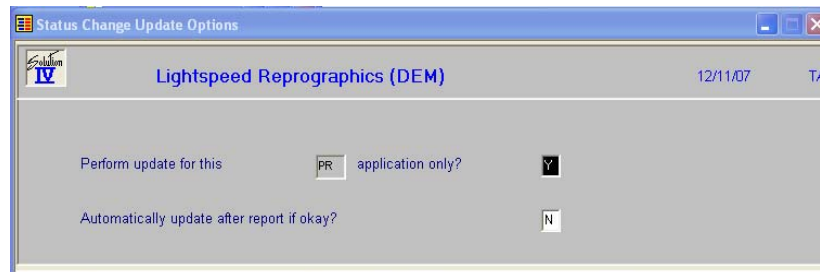 Status Change Update Options
Solution
IV
Lightspeed Reprographics (DEM) 12/11/07 TA
Perform update for this PR application only? Y
Automatically update after report if okay? N